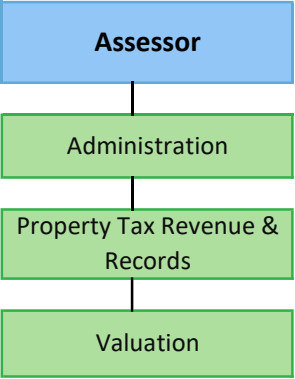 Assessor
Administration
Property Tax Revenue &
Records
Valuation